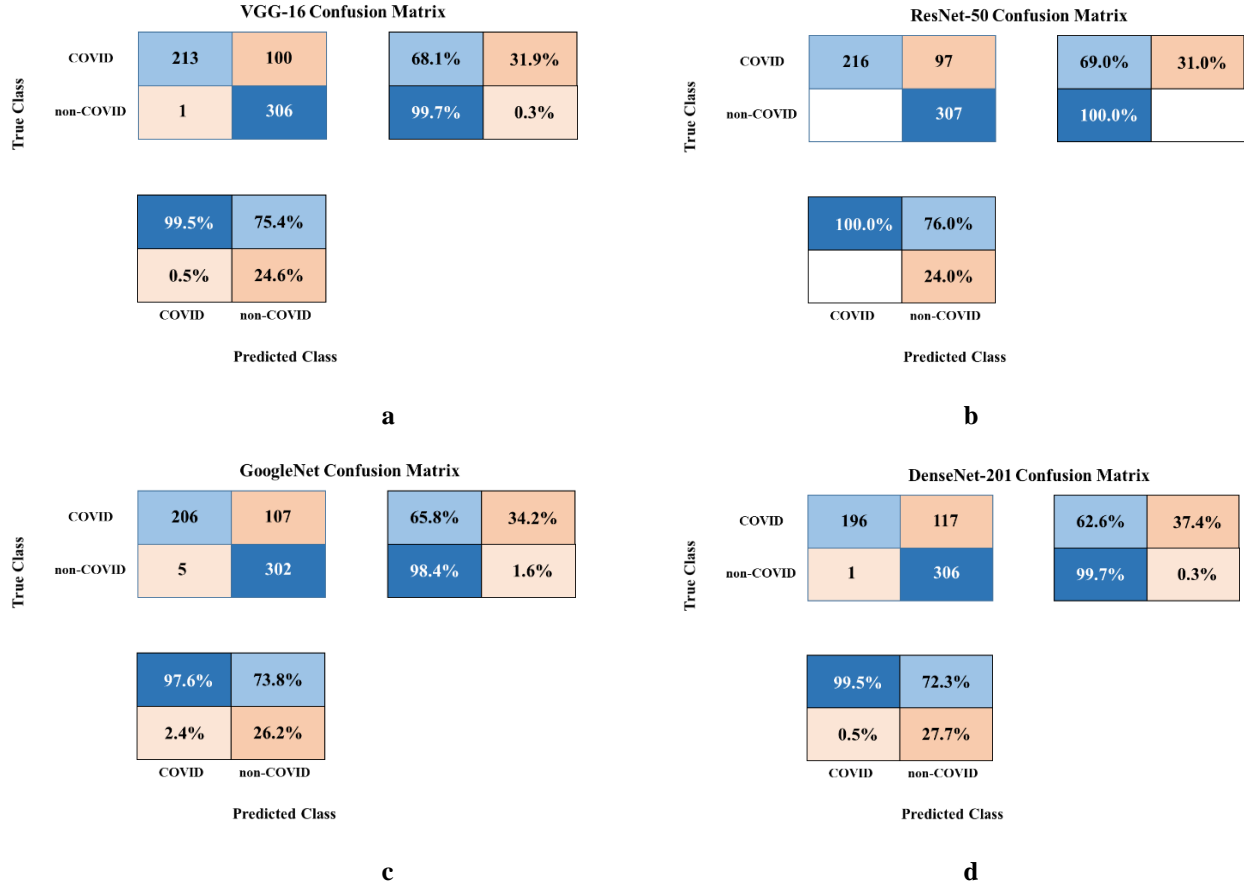 VGG-16 Confusion Matrix
COVID 213 100 68.1% 31.9%
non-COVID 1 306 99.7% 0.3%
True Class
99.5% 75.4%
0.5% 24.6%
COVID non-COVID
Predicted Class
a
ResNet-50 Confusion Matrix
COVID 216 97 69.0% 31.0%
non-COVID 307 100.0%
True Class
100.0% 76.0%
24.0%
COVID non-COVID
Predicted Class
b
GoogleNet Confusion Matrix
COVID 206 107 65.8% 34.2%
non-COVID 5 302 98.4% 1.6%
True Class
97.6% 73.8%
2.4% 26.2%
COVID non-COVID
Predicted Class
c
DenseNet-201 Confusion Matrix
COVID 196 117 62.6% 37.4%
non-COVID 1 306 99.7% 0.3%
True Class
99.5% 72.3%
0.5% 27.7%
COVID non-COVID
Predicted Class
d